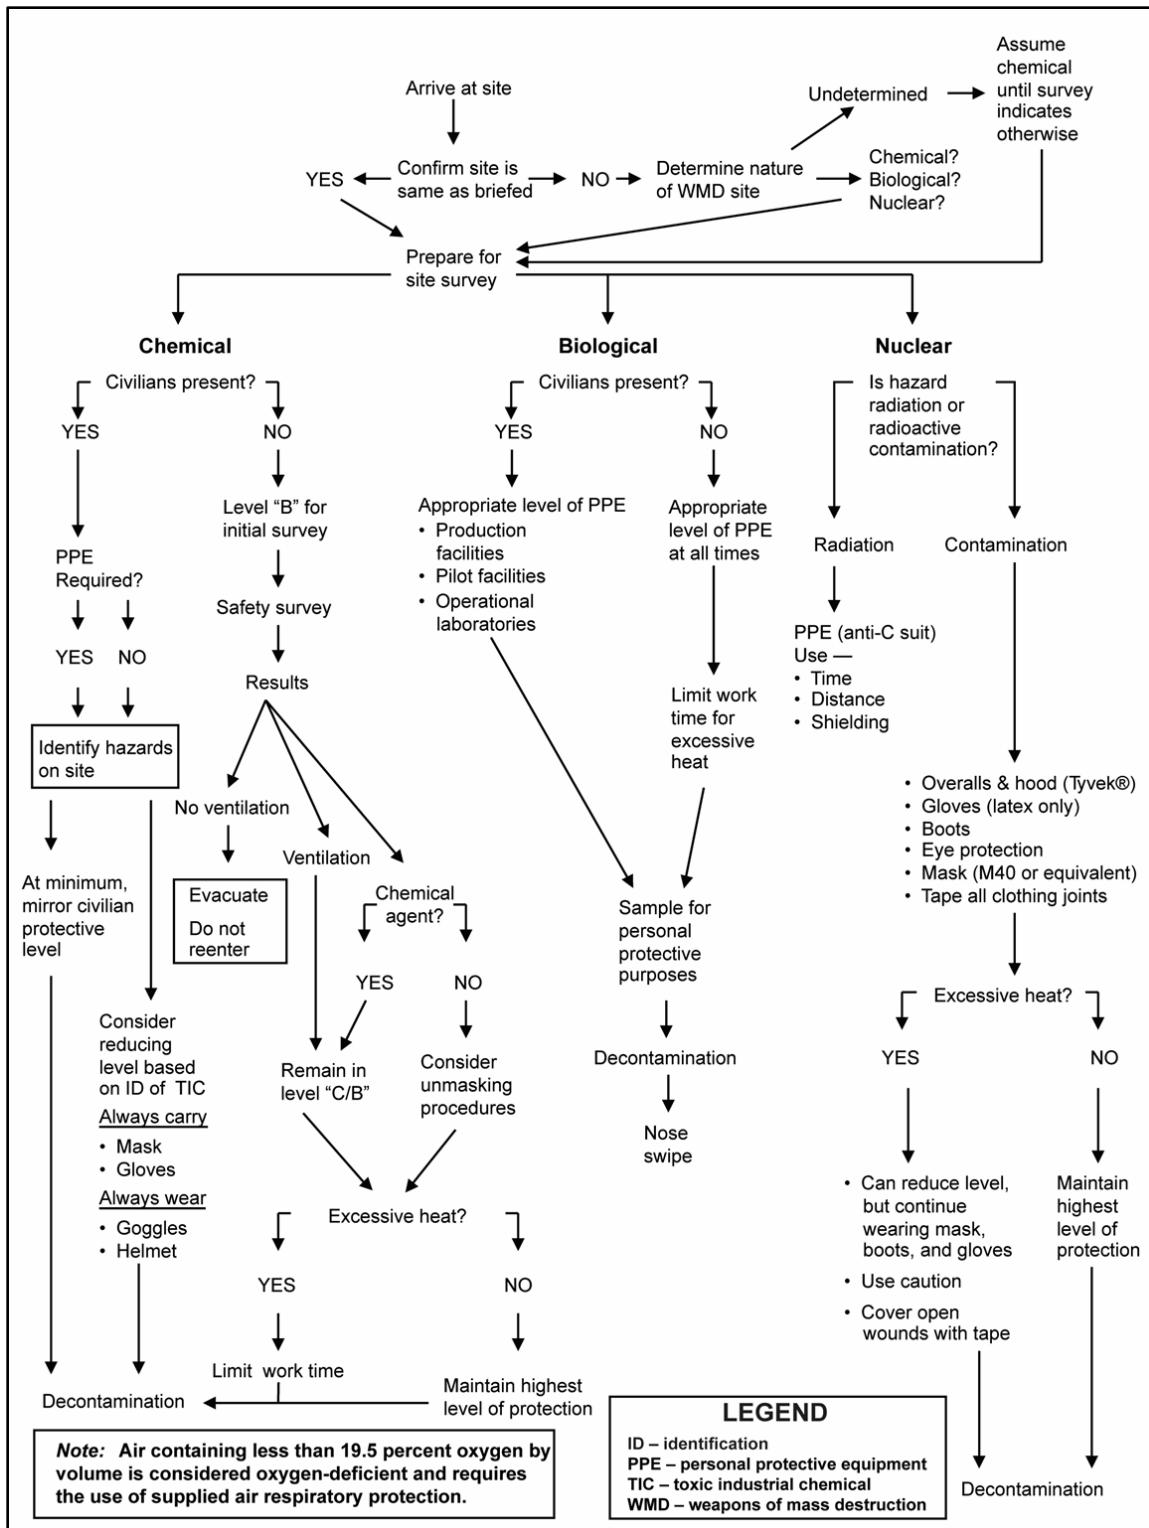 Arrive at site
Confirm site is
same as briefed
YES
NO
Determine nature
of WMD site
Undetermined
Assume
chemical
until survey
indicates
otherwise
Chemical?
Biological?
Nuclear?
Prepare for
site survey
Chemical
Civilians present?
YES
NO
PPE
Required?
YES
NO
Identify hazards
on site
At minimum,
mirror civilian
protective
level
Consider
reducing
level based
on ID of TIC
Always carry
• Mask
• Gloves
Always wear
• Goggles
• Helmet
Level “B” for
initial survey
Safety survey
Results
No ventilation
Evacuate
Do not
reenter
Ventilation
Chemical
agent?
YES
NO
Remain in
level “C/B”
Consider
unmasking
procedures
Excessive heat?
YES
NO
Limit work time
Maintain highest
level of protection
Decontamination
Biological
Civilians present?
YES
NO
Appropriate level of PPE
• Production
facilities
• Pilot facilities
• Operational
laboratories
Appropriate
level of PPE
at all times
Limit work
time for
excessive
heat
Sample for
personal
protective
purposes
Decontamination
Nose
swipe
Nuclear
Is hazard
radiation or
radioactive
contamination?
Radiation
Contamination
PPE (anti-C suit)
Use —
• Time
• Distance
• Shielding
• Overalls & hood (Tyvek®)
• Gloves (latex only)
• Boots
• Eye protection
• Mask (M40 or equivalent)
• Tape all clothing joints
Excessive heat?
YES
NO
• Can reduce level,
but continue
wearing mask,
boots, and gloves
• Use caution
• Cover open
wounds with tape
Maintain
highest
level of
protection
Decontamination
Note: Air containing less than 19.5 percent oxygen by
volume is considered oxygen-deficient and requires
the use of supplied air respiratory protection.
LEGEND
ID – identification
PPE – personal protective equipment
TIC – toxic industrial chemical
WMD – weapons of mass destruction